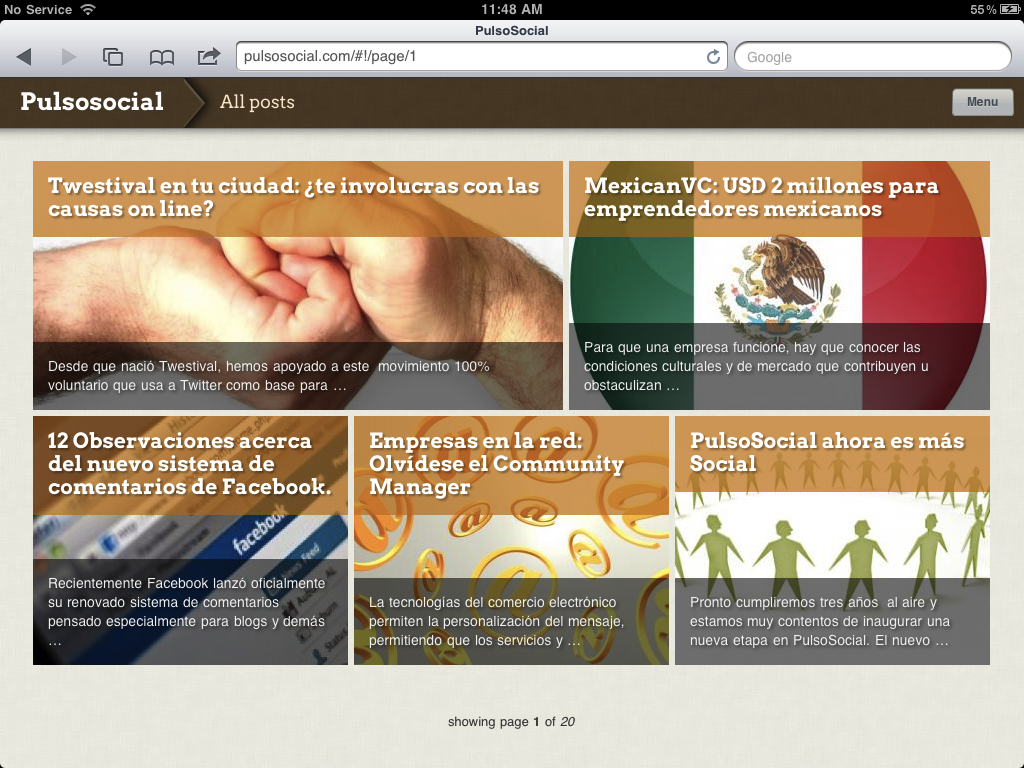 No Service
11:48 AM
55%
PulsoSocial
pulsosocial.com/#!/page/1
Google
Pulsosocial
All posts
Menu
Twestival en tu ciudad: ¿te involucras con las
causas on line?
Desde que nació Twestival, hemos apoyado a este movimiento 100%
voluntario que usa a Twitter como base para …
MexicanVC: USD 2 millones para
emprendedores mexicanos
Para que una empresa funcione, hay que conocer las
condiciones culturales y de mercado que contribuyen u
obstaculizan …
12 Observaciones acerca
del nuevo sistema de
comentarios de Facebook.
facebook
Recientemente Facebook lanzó oficialmente
su renovado sistema de comentarios
pensado especialmente para blogs y demás
…
Empresas en la red:
Olvídese el Community
Manager
La tecnologías del comercio electrónico
permiten la personalización del mensaje,
permitiendo que los servicios y …
PulsoSocial ahora es más
Social
Pronto cumpliremos tres años al aire y
estamos muy contentos de inaugurar una
nueva etapa en PulsoSocial. El nuevo …
showing page 1 of 20